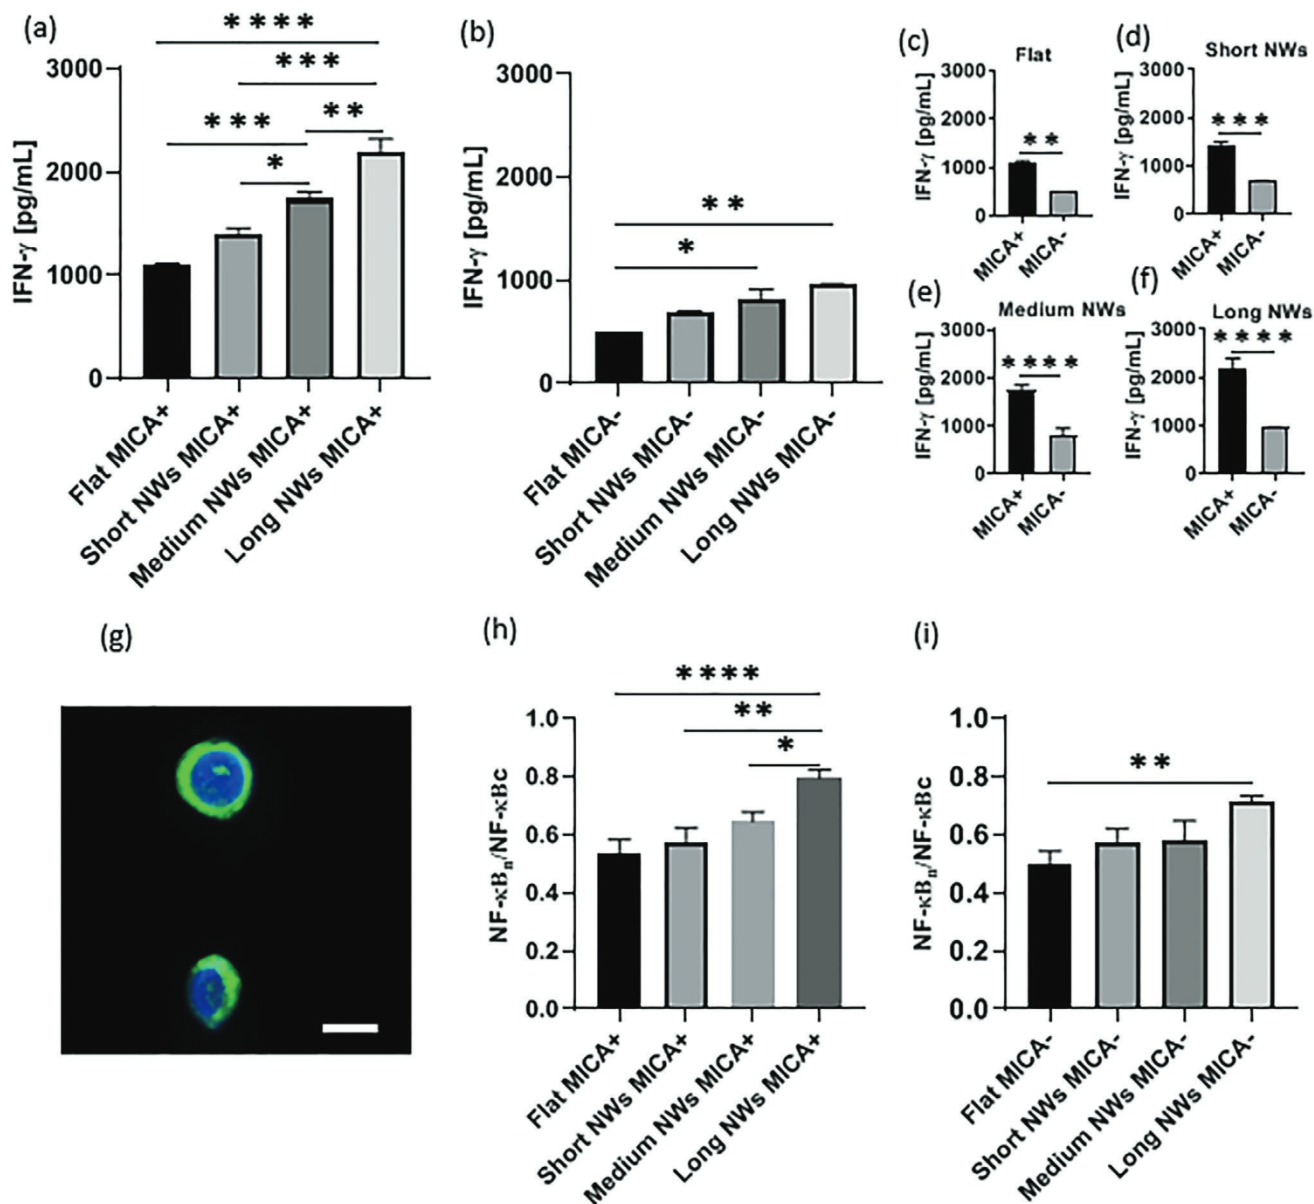 (a)
****
***
***
**
*
IFN-γ [pg/mL]
3000
2000
1000
0
Flat MICA+
Short NWs MICA+
Medium NWs MICA+
Long NWs MICA+
(b)
**
*
IFN-γ [pg/mL]
3000
2000
1000
0
Flat MICA-
Short NWs MICA-
Medium NWs MICA-
Long NWs MICA-
(c)
Flat
**
IFN-γ [pg/mL]
3000
2000
1000
0
MICA+
MICA-
(d)
Short NWs
***
IFN-γ [pg/mL]
3000
2000
1000
0
MICA+
MICA-
(e)
Medium NWs
****
IFN-γ [pg/mL]
3000
2000
1000
0
MICA+
MICA-
(f)
Long NWs
****
IFN-γ [pg/mL]
3000
2000
1000
0
MICA+
MICA-
(g)
(h)
****
**
*
NF-κBn/NF-κBc
1.0
0.8
0.6
0.4
0.2
0.0
Flat MICA+
Short NWs MICA+
Medium NWs MICA+
Long NWs MICA+
(i)
**
NF-κBn/NF-κBc
1.0
0.8
0.6
0.4
0.2
0.0
Flat MICA-
Short NWs MICA-
Medium NWs MICA-
Long NWs MICA-